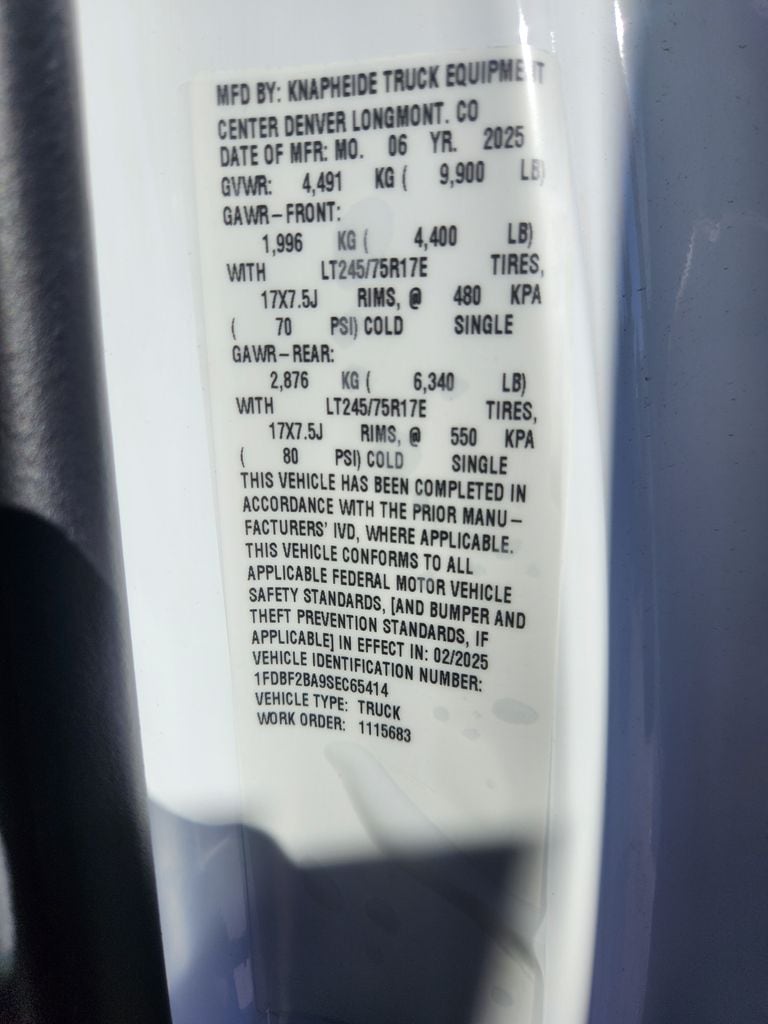 MFD BY: KNAPHEIDE TRUCK EQUIPMENT
CENTER DENVER LONGMONT. CO
DATE OF MFR: MO. 06 YR. 2025
GVWR: 4,491 KG ( 9,900 LB)
GAWR-FRONT:
1,996 KG ( 4,400 LB)
WITH LT245/75R17E TIRES,
17X7.5J RIMS, @ 480 KPA
( 70 PSI) COLD SINGLE
GAWR-REAR:
2,876 KG ( 6,340 LB)
WITH LT245/75R17E TIRES,
17X7.5J RIMS, @ 550 KPA
( 80 PSI) COLD SINGLE
THIS VEHICLE HAS BEEN COMPLETED IN
ACCORDANCE WITH THE PRIOR MANU-
FACTURERS' IVD, WHERE APPLICABLE.
THIS VEHICLE CONFORMS TO ALL
APPLICABLE FEDERAL MOTOR VEHICLE
SAFETY STANDARDS, [AND BUMPER AND
THEFT PREVENTION STANDARDS, IF
APPLICABLE] IN EFFECT IN: 02/2025
VEHICLE IDENTIFICATION NUMBER:
1FDBF2BA9SEC65414
VEHICLE TYPE: TRUCK
WORK ORDER: 1115683